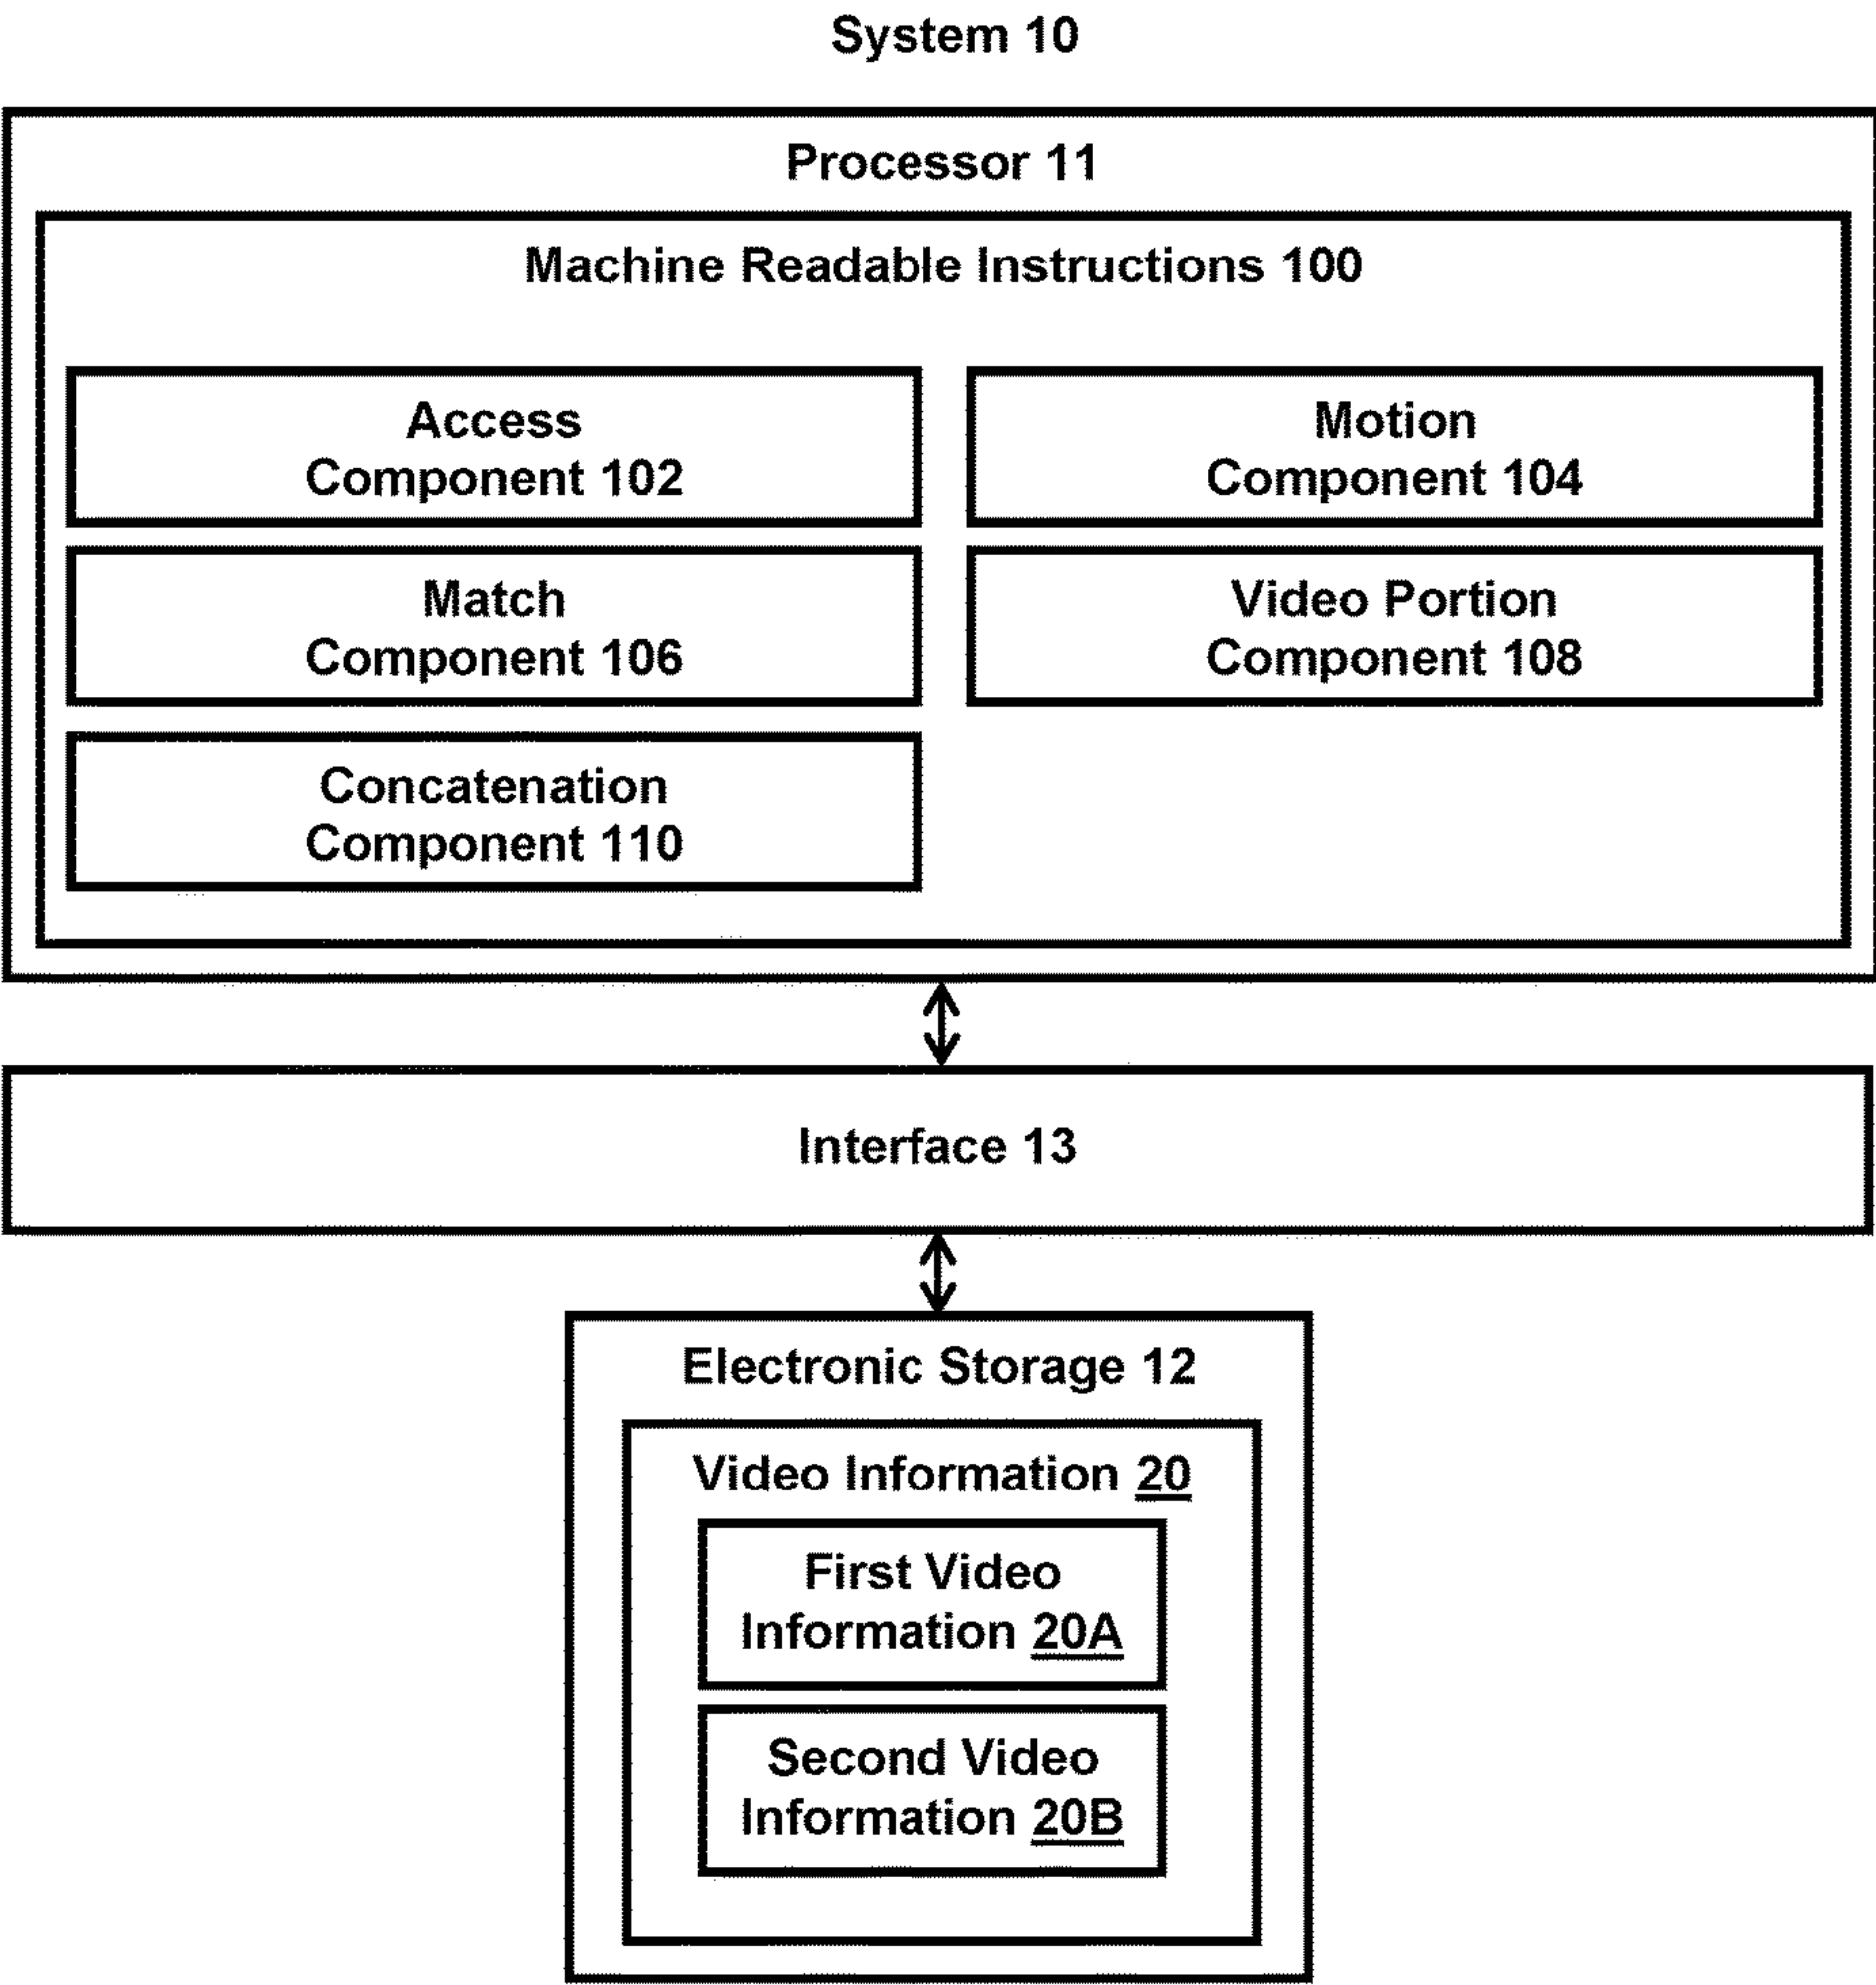 System 10
Processor 11
Machine Readable Instructions 100
Access
Component 102
Motion
Component 104
Match
Component 106
Video Portion
Component 108
Concatenation
Component 110
Interface 13
Electronic Storage 12
Video Information 20
First Video
Information 20A
Second Video
Information 20B